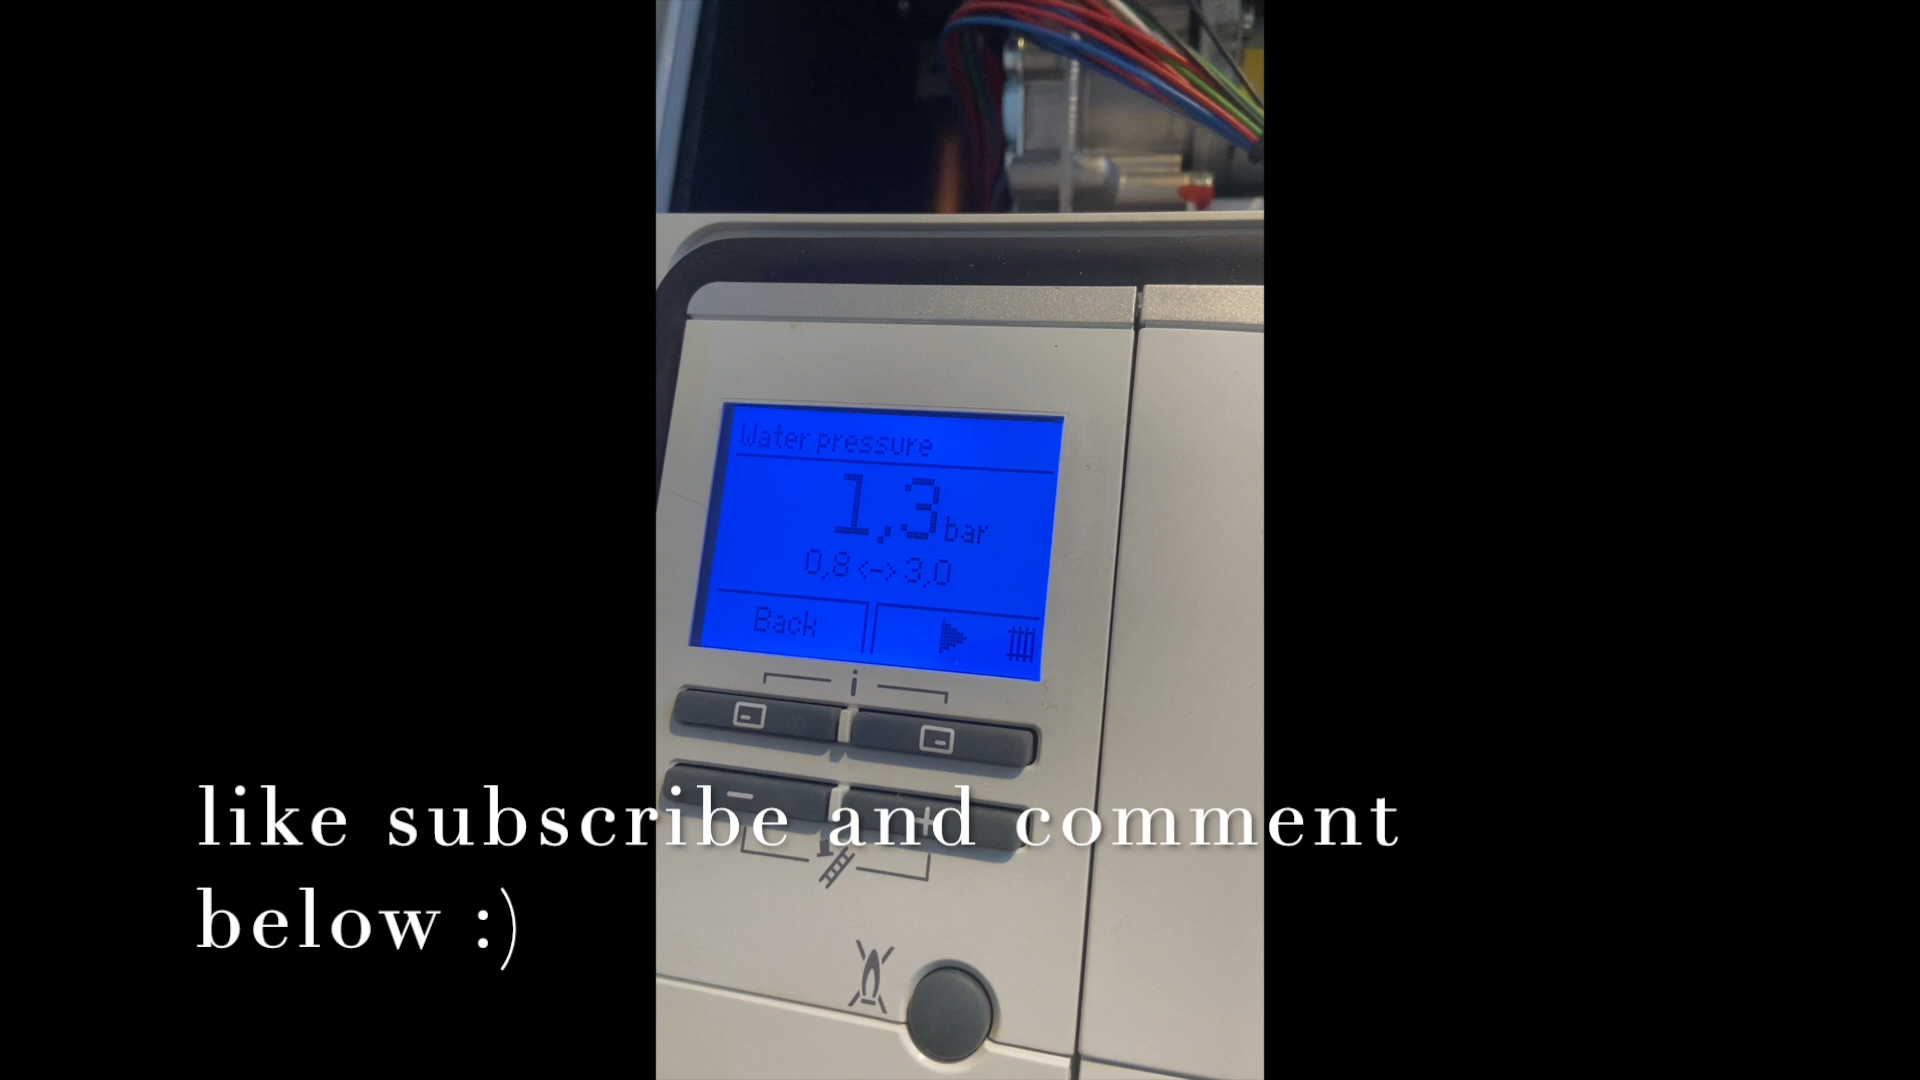 Water pressure
1,3 bar
0,8 <-> 3,0
Back
i
- +
like subscribe and comment
below :)